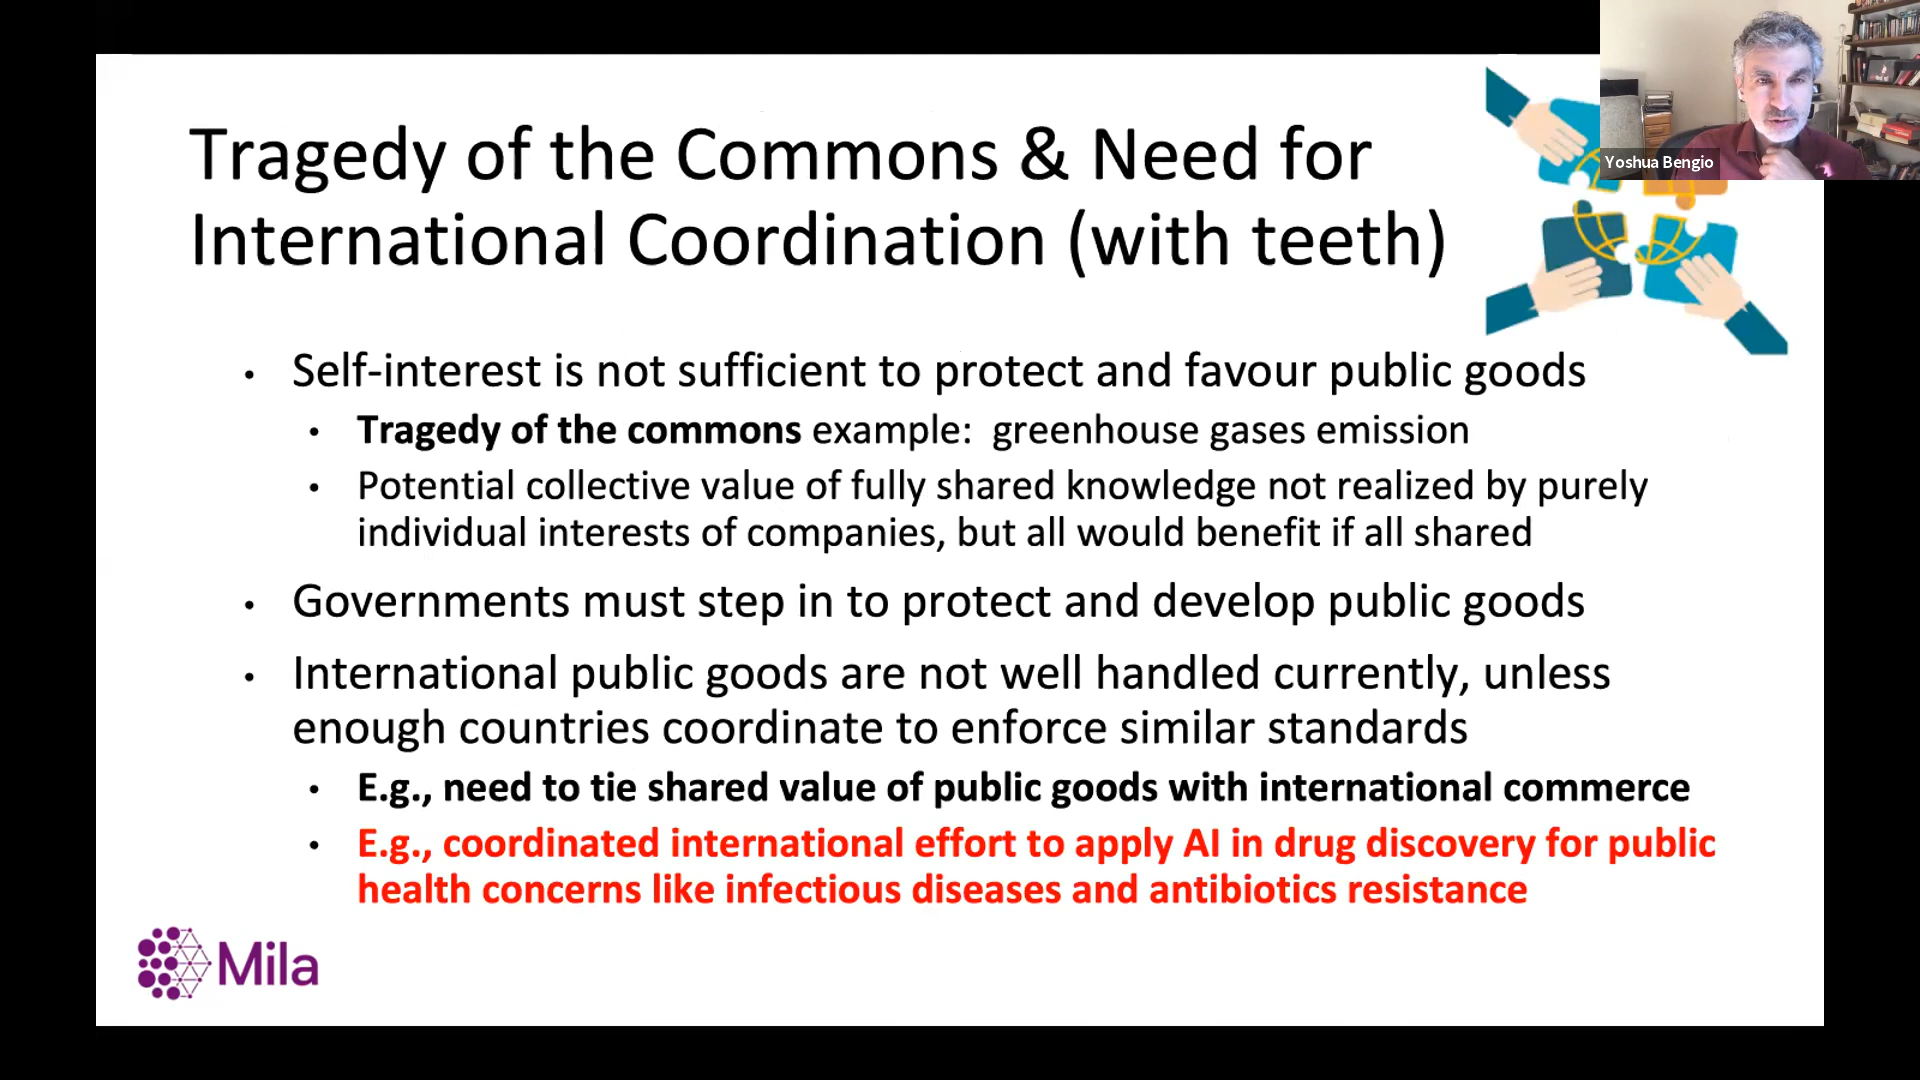 Yoshua Bengio
Tragedy of the Commons & Need for
International Coordination (with teeth)
• Self-interest is not sufficient to protect and favour public goods
• Tragedy of the commons example: greenhouse gases emission
• Potential collective value of fully shared knowledge not realized by purely
individual interests of companies, but all would benefit if all shared
• Governments must step in to protect and develop public goods
• International public goods are not well handled currently, unless
enough countries coordinate to enforce similar standards
• E.g., need to tie shared value of public goods with international commerce
• E.g., coordinated international effort to apply AI in drug discovery for public
health concerns like infectious diseases and antibiotics resistance
Mila